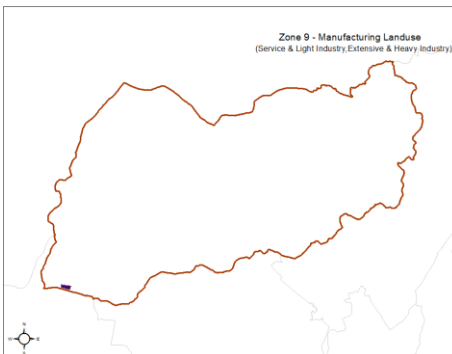 Zone 9 - Manufacturing Landuse
(Service & Light Industry,Extensive & Heavy Industry)
N
W
E
S